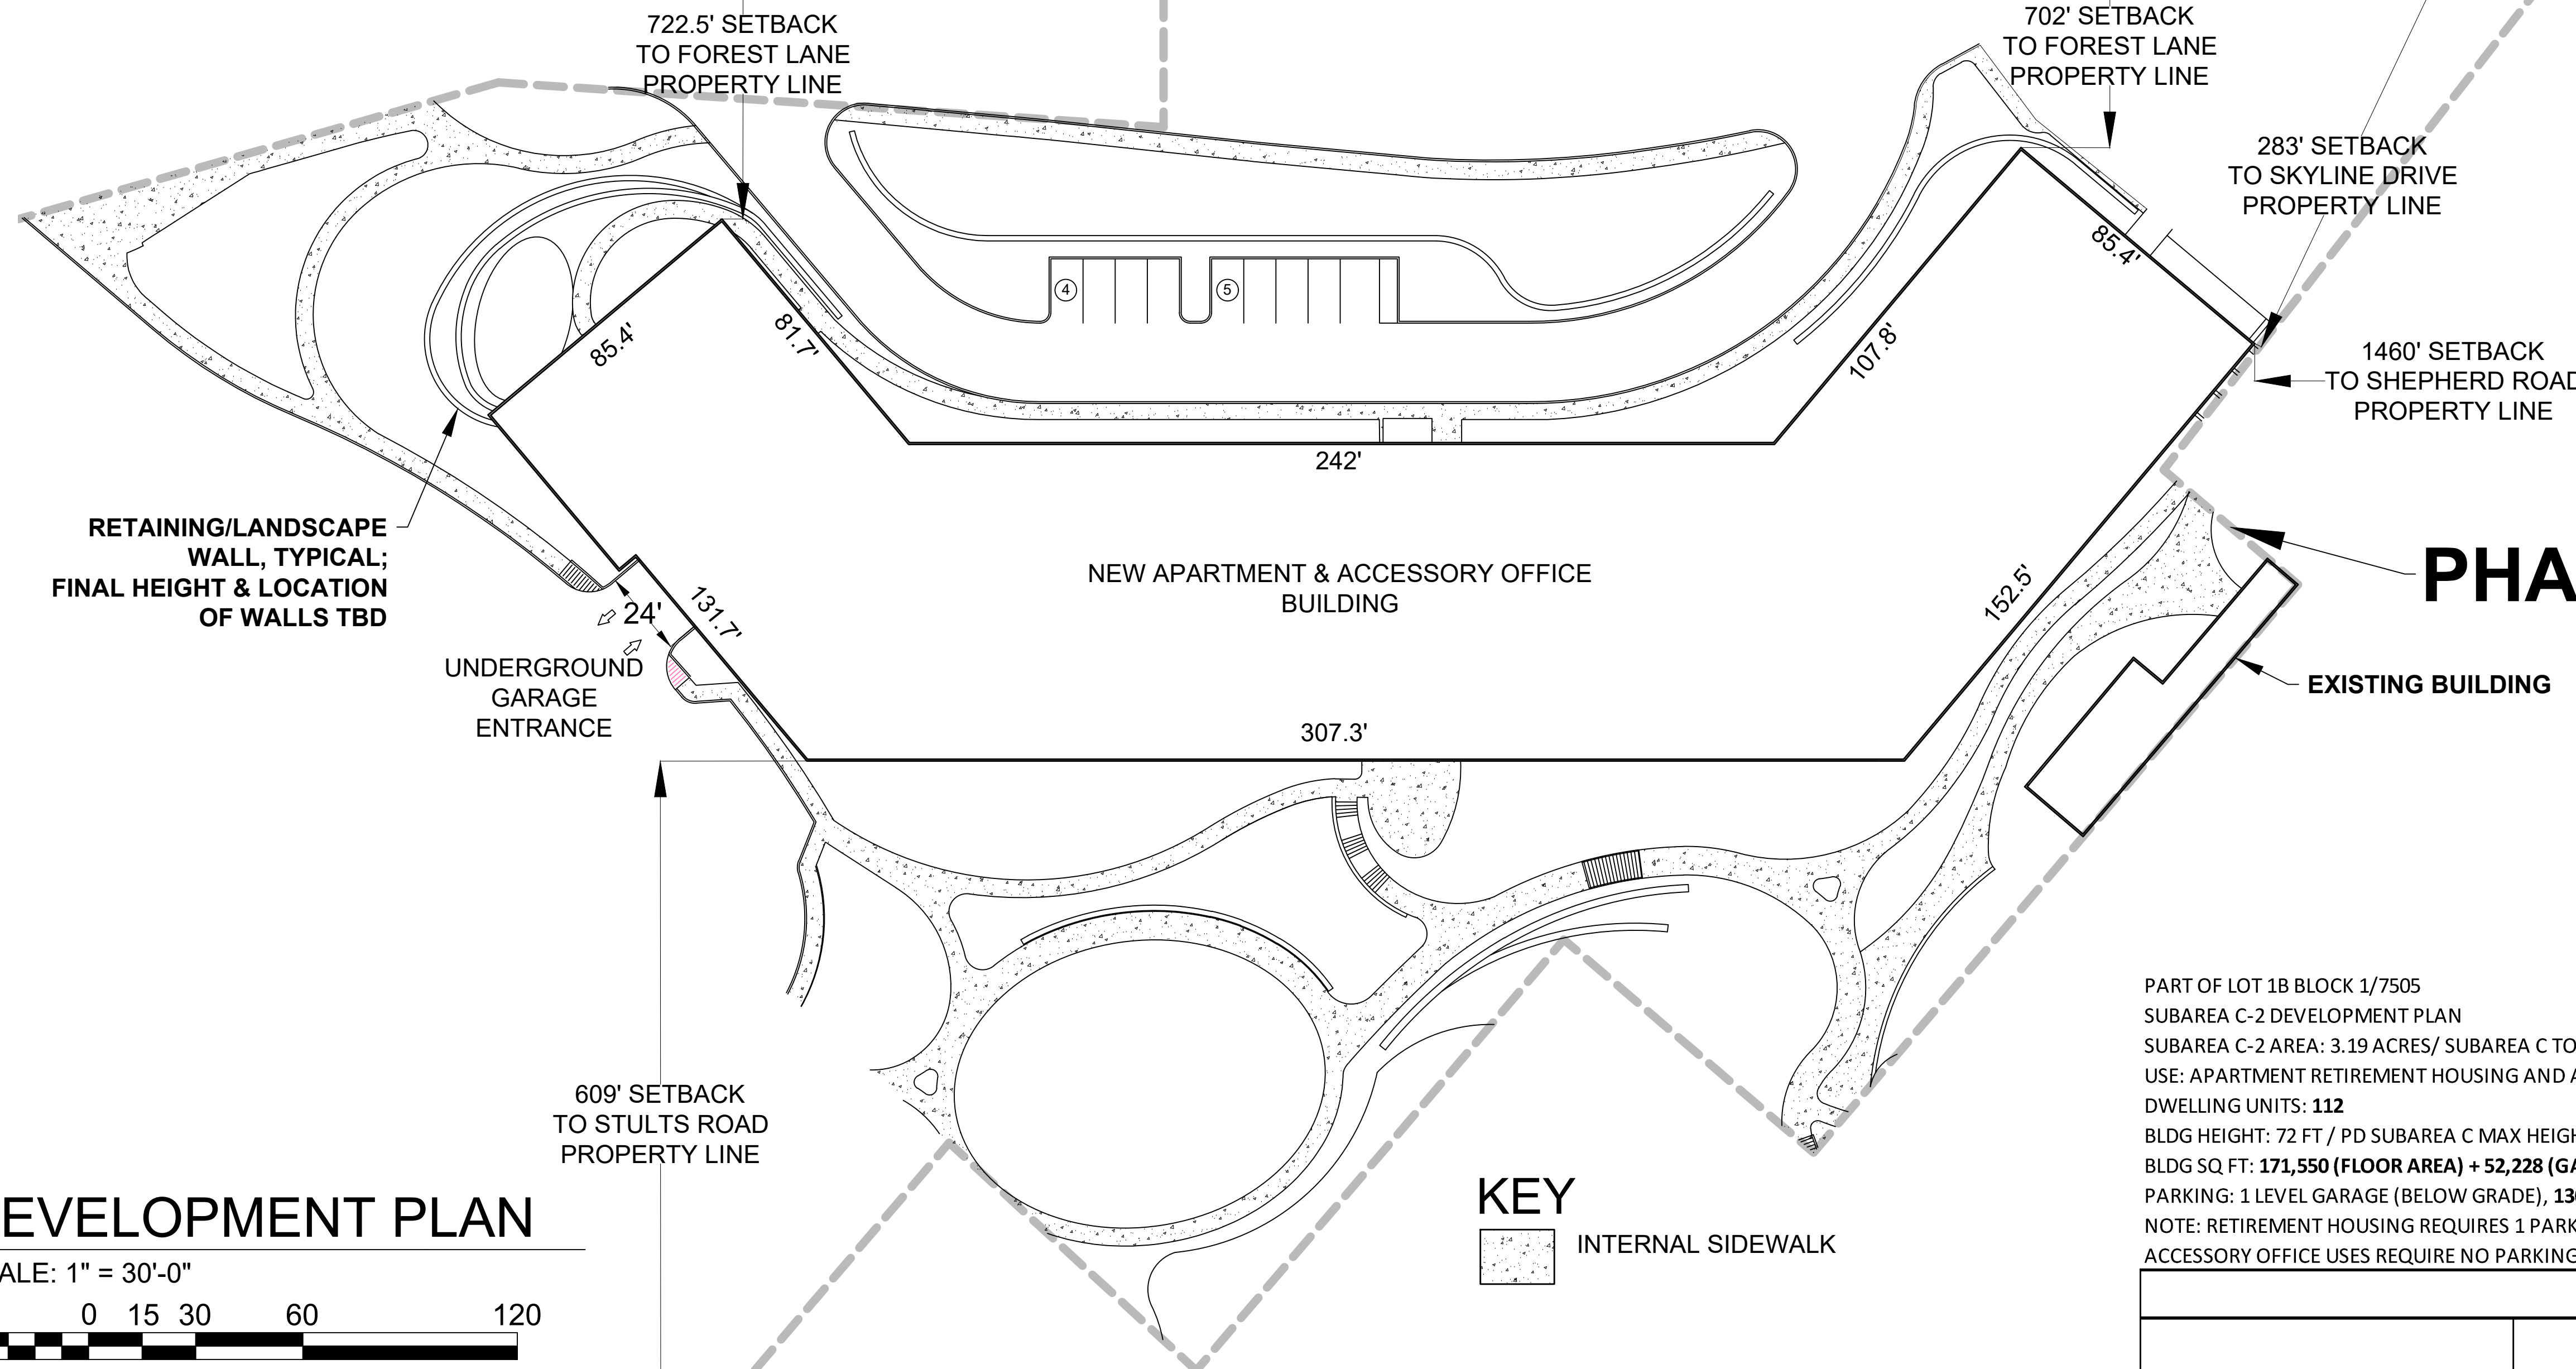 722.5' SETBACK
TO FOREST LANE
PROPERTY LINE
702' SETBACK
TO FOREST LANE
PROPERTY LINE
283' SETBACK
TO SKYLINE DRIVE
PROPERTY LINE
1460' SETBACK
TO SHEPHERD ROAD
PROPERTY LINE
4
5
85.4'
81.7'
242'
107.8'
85.4'
RETAINING/LANDSCAPE
WALL, TYPICAL;
FINAL HEIGHT & LOCATION
OF WALLS TBD
24'
131.7'
UNDERGROUND
GARAGE
ENTRANCE
NEW APARTMENT & ACCESSORY OFFICE
BUILDING
152.5'
307.3'
PHA
EXISTING BUILDING
609' SETBACK
TO STULTS ROAD
PROPERTY LINE
PART OF LOT 1B BLOCK 1/7505
SUBAREA C-2 DEVELOPMENT PLAN
SUBAREA C-2 AREA: 3.19 ACRES/ SUBAREA C TO
USE: APARTMENT RETIREMENT HOUSING AND A
DWELLING UNITS: 112
BLDG HEIGHT: 72 FT / PD SUBAREA C MAX HEIGH
BLDG SQ FT: 171,550 (FLOOR AREA) + 52,228 (GA
PARKING: 1 LEVEL GARAGE (BELOW GRADE), 13
NOTE: RETIREMENT HOUSING REQUIRES 1 PARK
ACCESSORY OFFICE USES REQUIRE NO PARKING
KEY
INTERNAL SIDEWALK
EVELOPMENT PLAN
ALE: 1" = 30'-0"
0 15 30 60 120